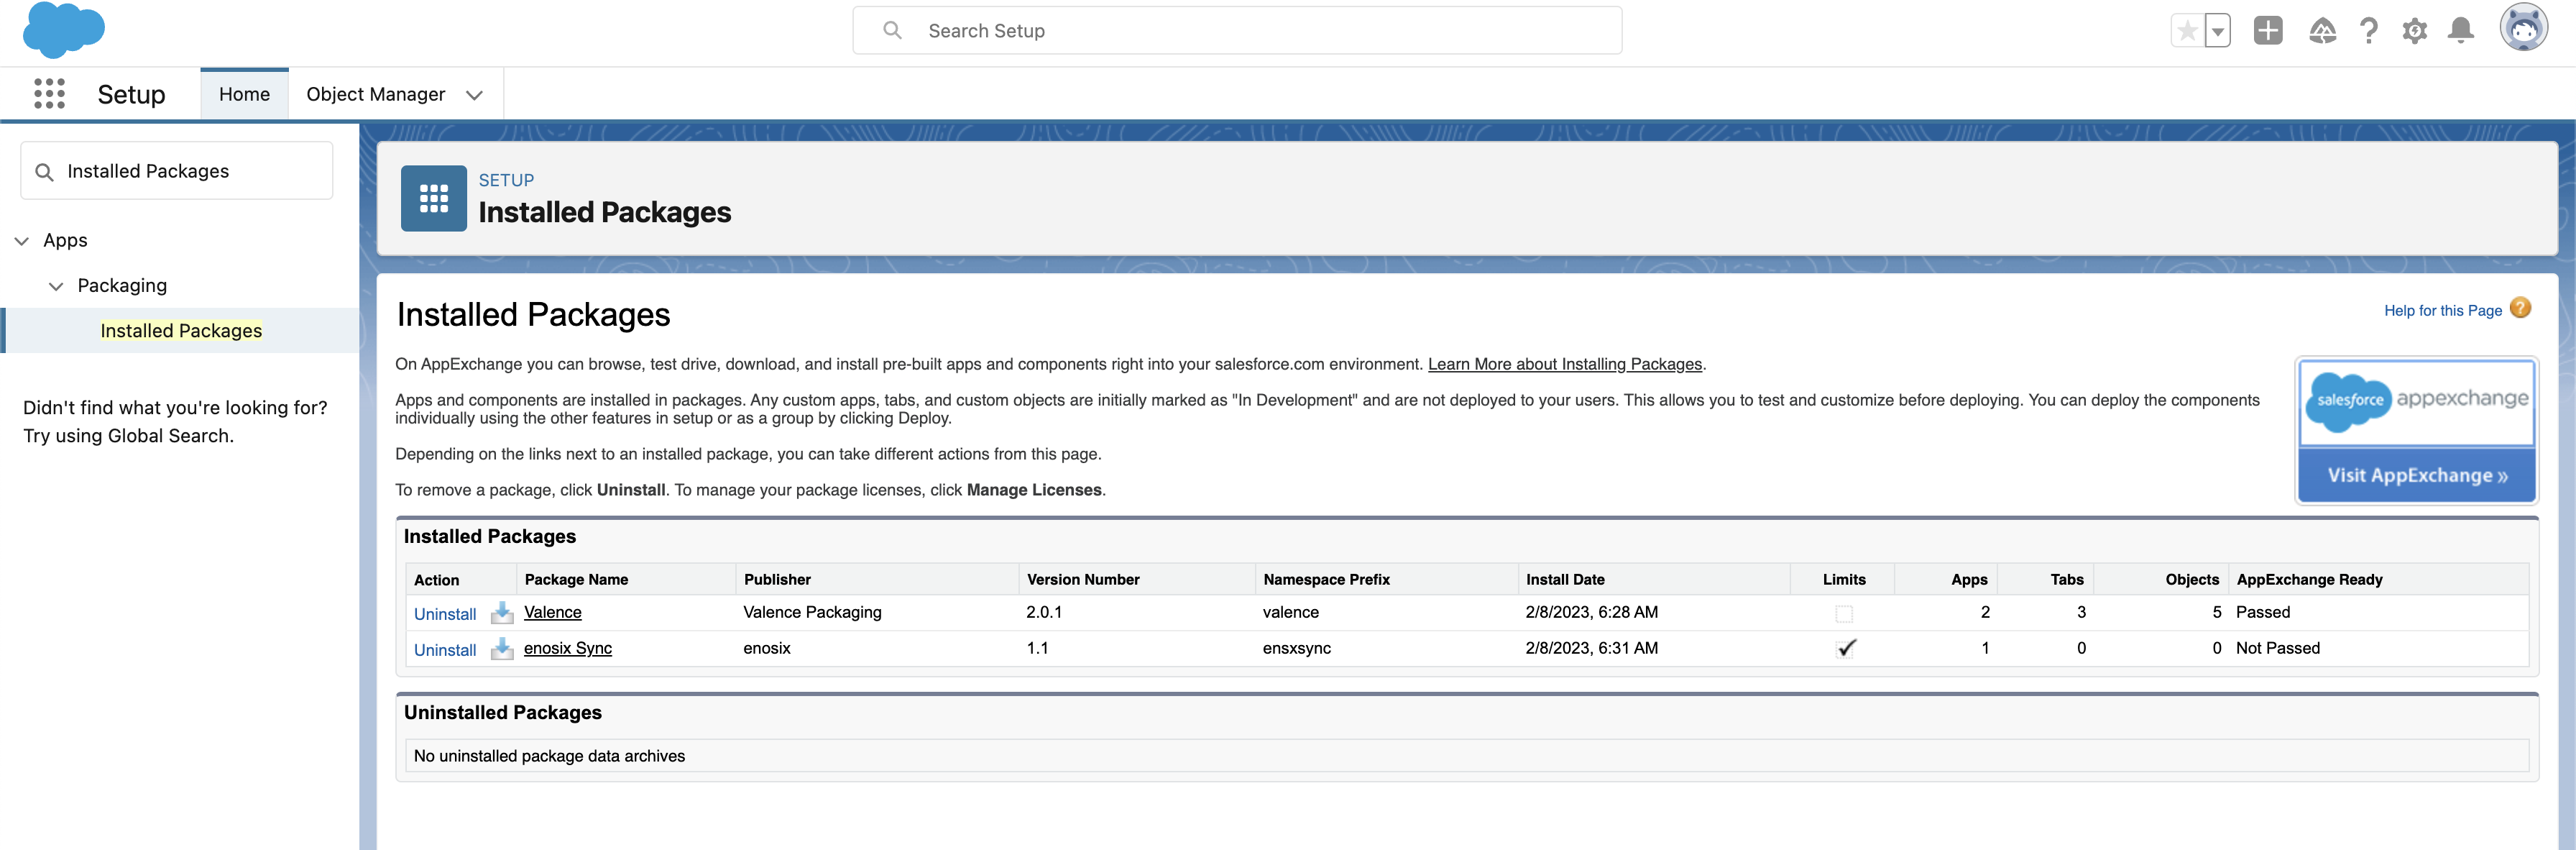 Search Setup
Setup
Home
Object Manager
Installed Packages
Apps
Packaging
Installed Packages
Didn't find what you're looking for?
Try using Global Search.
SETUP
Installed Packages
Installed Packages
Help for this Page
On AppExchange you can browse, test drive, download, and install pre-built apps and components right into your salesforce.com environment. Learn More about Installing Packages.
Apps and components are installed in packages. Any custom apps, tabs, and custom objects are initially marked as "In Development" and are not deployed to your users. This allows you to test and customize before deploying. You can deploy the components
individually using the other features in setup or as a group by clicking Deploy.
Depending on the links next to an installed package, you can take different actions from this page.
To remove a package, click Uninstall. To manage your package licenses, click Manage Licenses.
salesforce appexchange
Visit AppExchange »
Installed Packages
Action Package Name Publisher Version Number Namespace Prefix Install Date Limits Apps Tabs Objects AppExchange Ready
Uninstall Valence Valence Packaging 2.0.1 valence 2/8/2023, 6:28 AM 2 3 5 Passed
Uninstall enosix Sync enosix 1.1 ensxsync 2/8/2023, 6:31 AM 1 0 0 Not Passed
Uninstalled Packages
No uninstalled package data archives